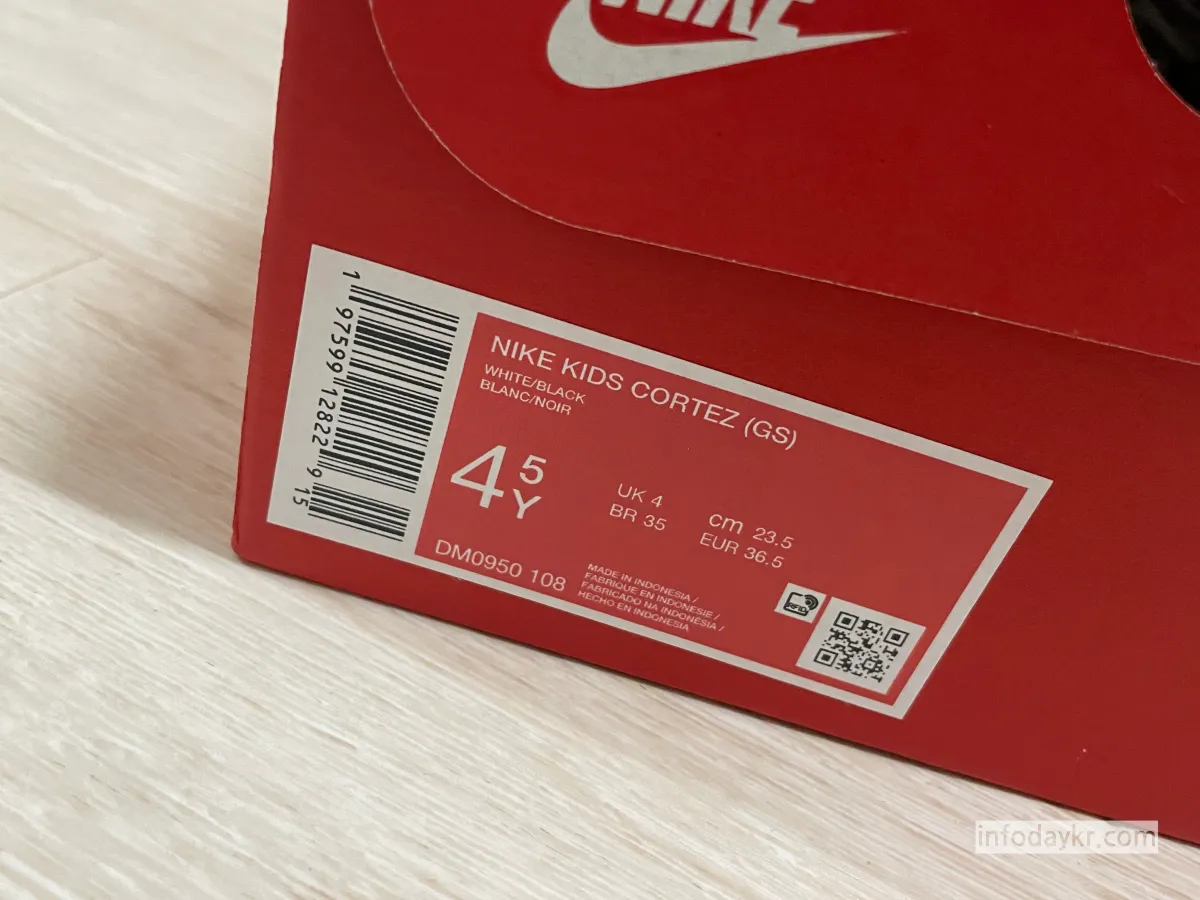 NIKE
1 97599 12822 9 15
NIKE KIDS CORTEZ (GS)
WHITE/BLACK
BLANC/NOIR
4 5 Y
UK 4
BR 35
cm 23.5
EUR 36.5
DM0950 108
MADE IN INDONESIA /
FABRIQUE EN INDONESIE /
FABRICADO NA INDONÉSIA /
HECHO EN INDONESIA
RFID
infodaykr.com